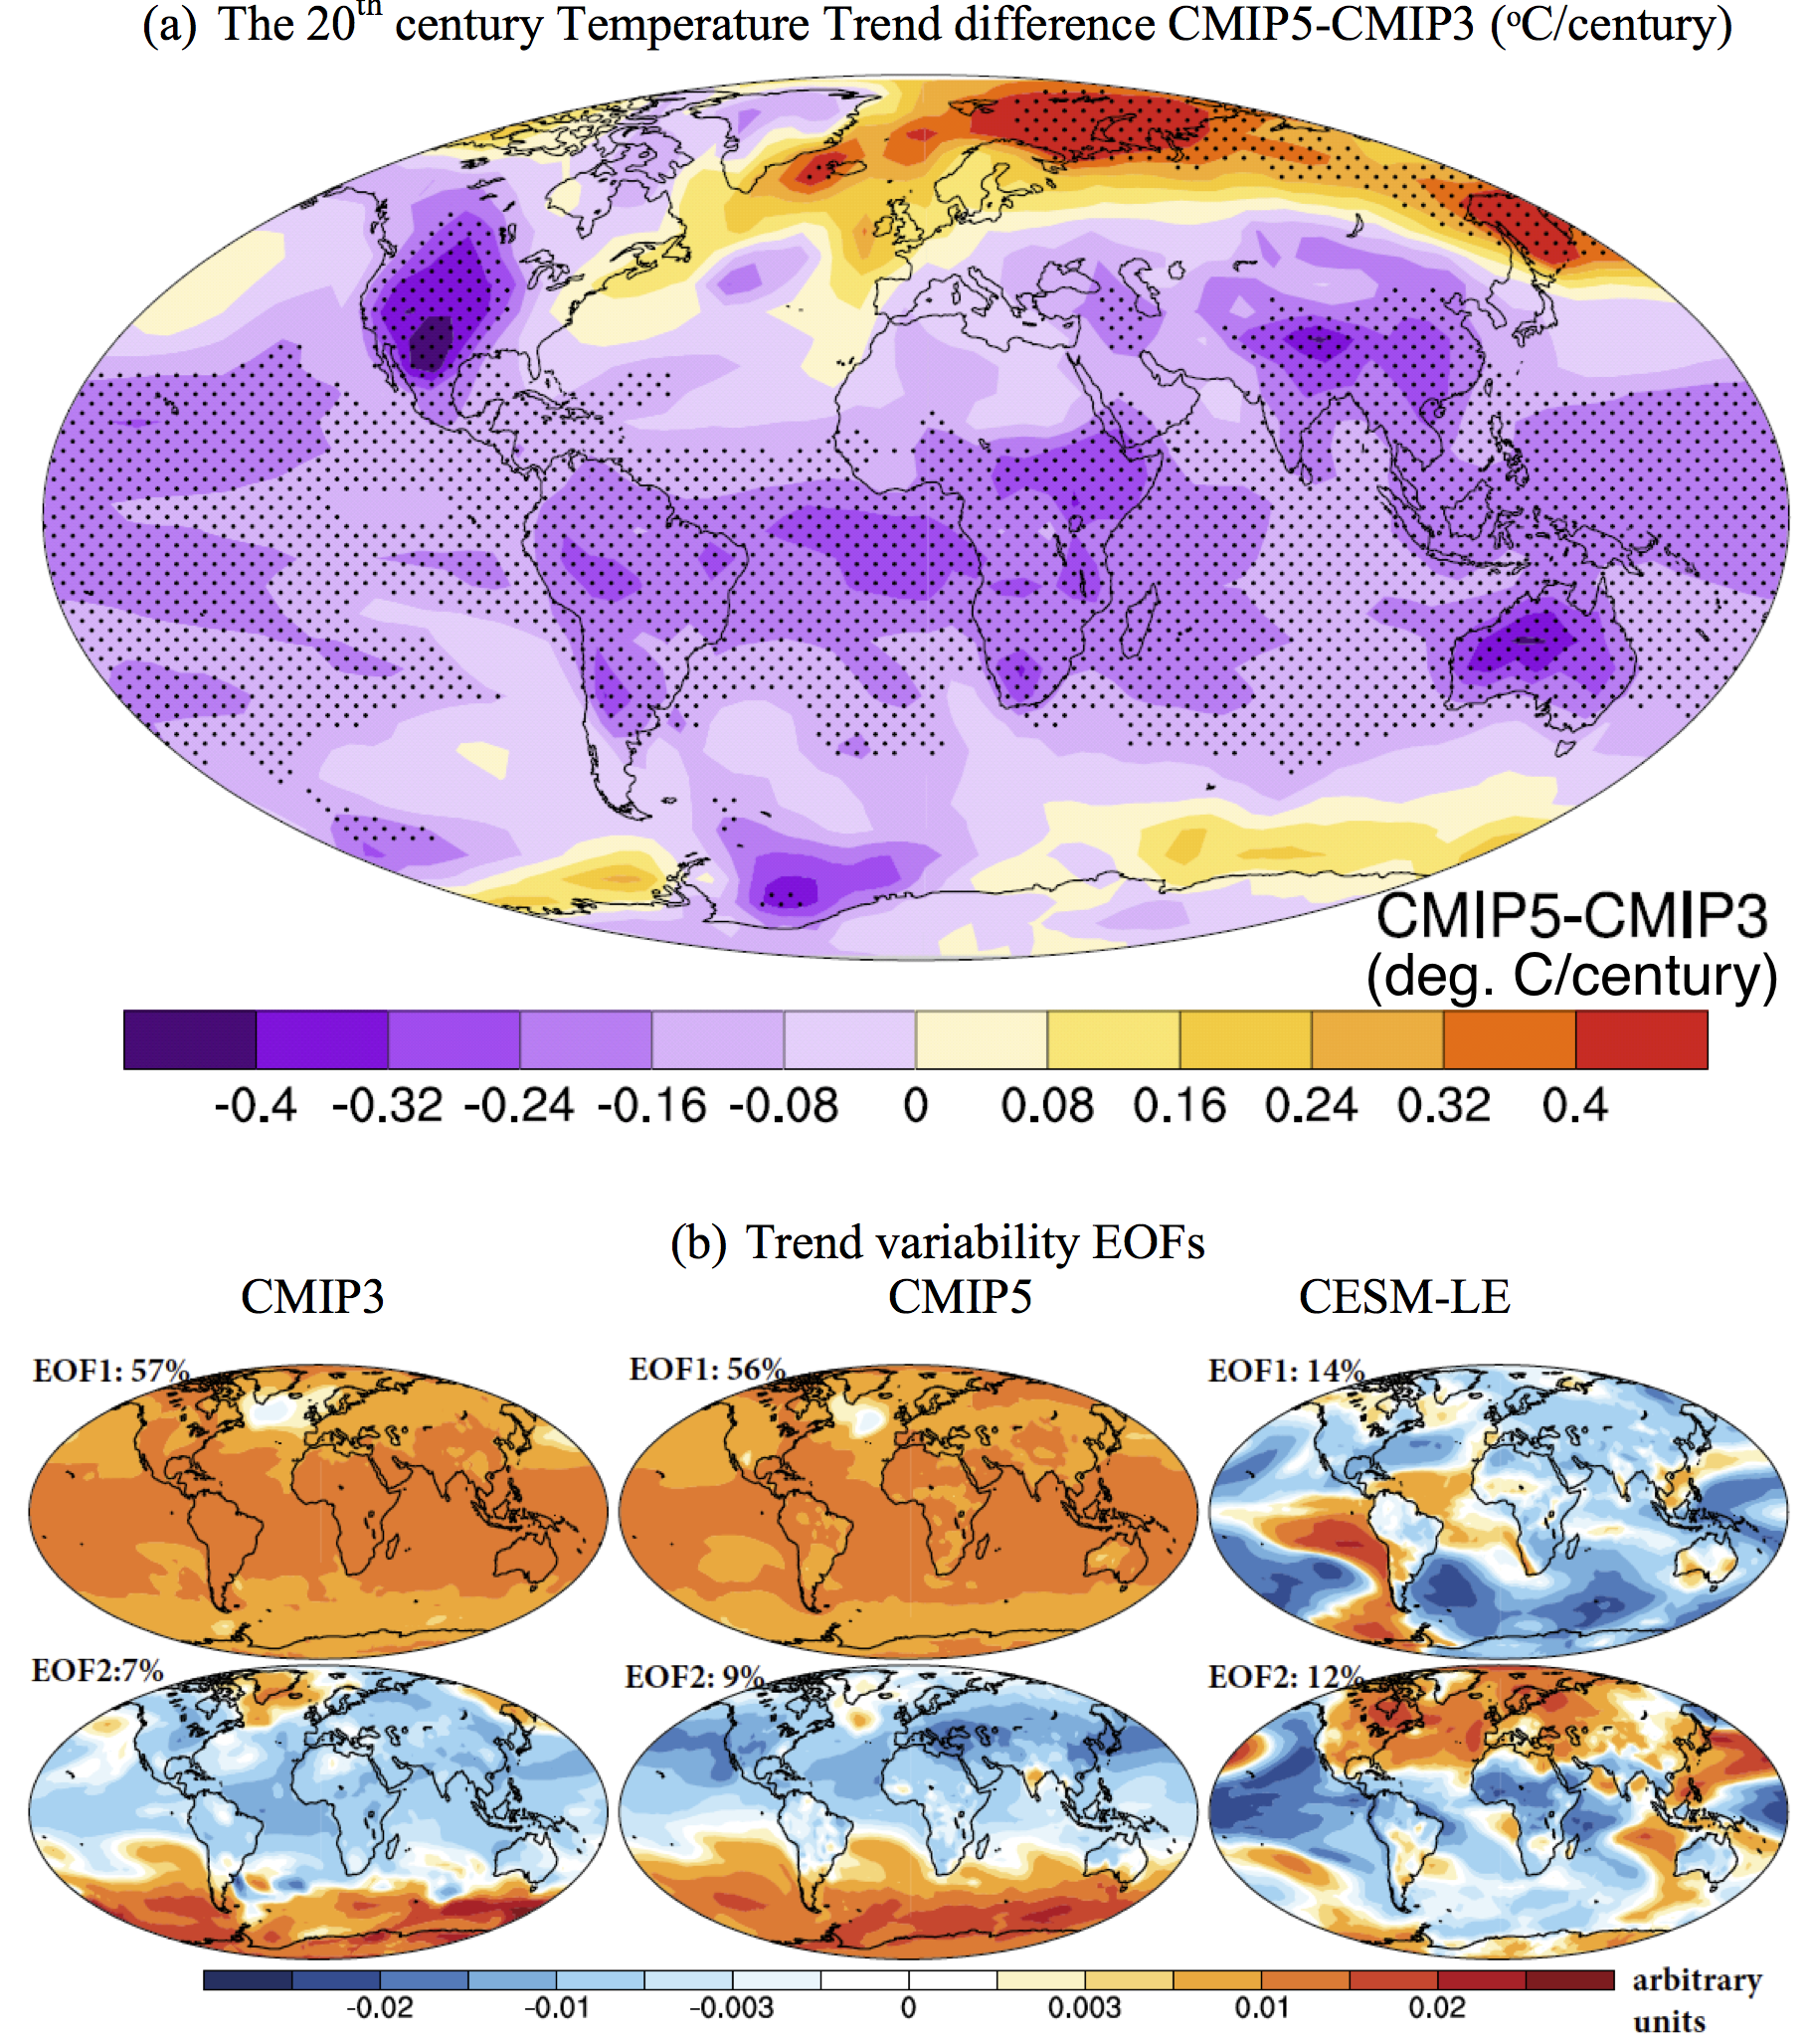 (a) The 20th century Temperature Trend difference CMIP5-CMIP3 (oC/century)
CMIP5-CMIP3
(deg. C/century)
-0.4 -0.32 -0.24 -0.16 -0.08 0 0.08 0.16 0.24 0.32 0.4
(b) Trend variability EOFs
CMIP3 CMIP5 CESM-LE
EOF1: 57% EOF1: 56% EOF1: 14%
EOF2:7% EOF2: 9% EOF2: 12%
-0.02 -0.01 -0.003 0 0.003 0.01 0.02 arbitrary
units